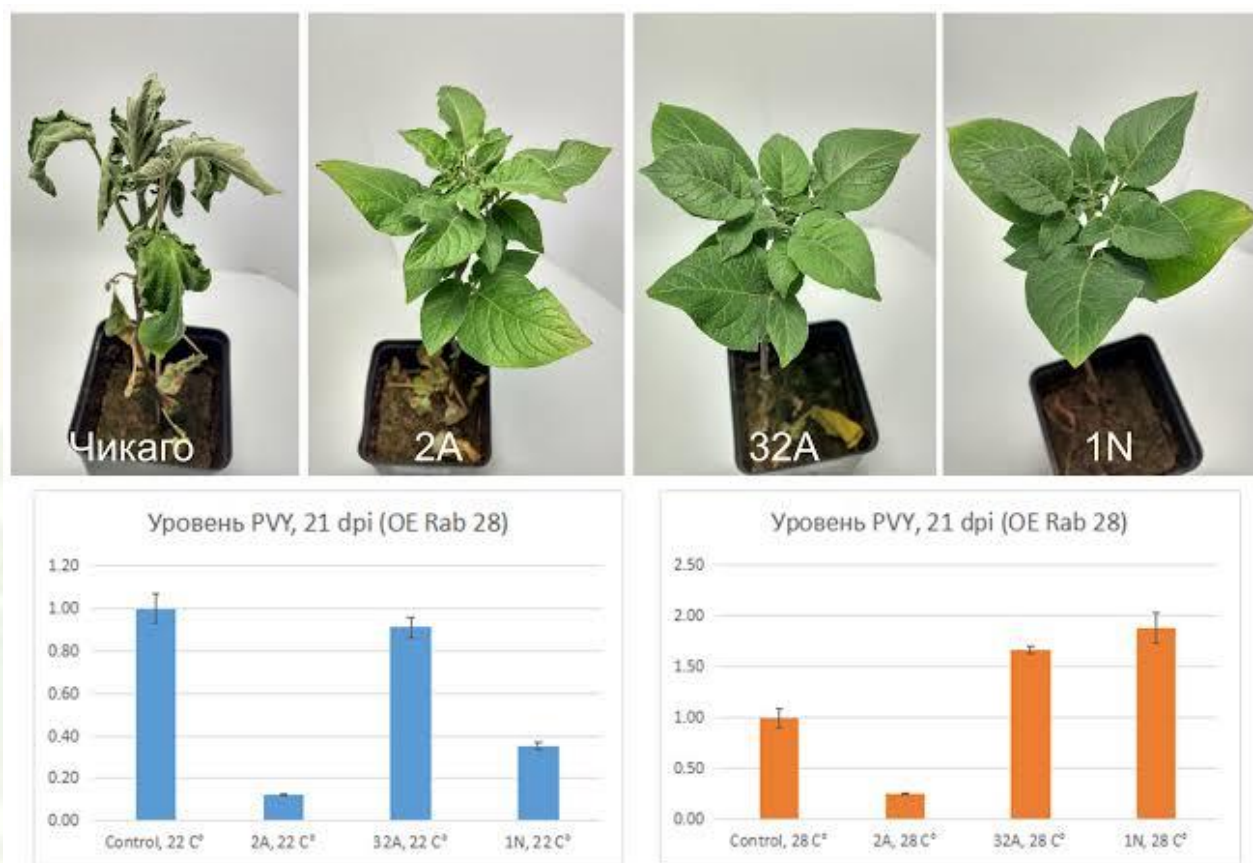 Чикаго
2A
32A
1N
Уровень PVY, 21 dpi (OE Rab 28)
1.20
1.00
0.80
0.60
0.40
0.20
0.00
Control, 22 C°
2A, 22 C°
32A, 22 C°
1N, 22 C°
Уровень PVY, 21 dpi (OE Rab 28)
2.50
2.00
1.50
1.00
0.50
0.00
Control, 28 C°
2A, 28 C°
32A, 28 C°
1N, 28 C°